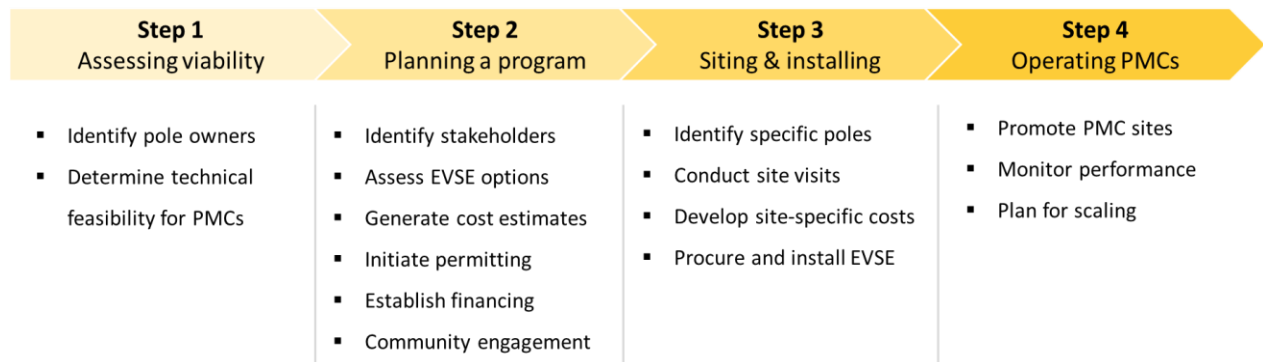 Step 1
Assessing viability
Step 2
Planning a program
Step 3
Siting & installing
Step 4
Operating PMCs
▪ Identify pole owners
▪ Determine technical
feasibility for PMCs
▪ Identify stakeholders
▪ Assess EVSE options
▪ Generate cost estimates
▪ Initiate permitting
▪ Establish financing
▪ Community engagement
▪ Identify specific poles
▪ Conduct site visits
▪ Develop site-specific costs
▪ Procure and install EVSE
▪ Promote PMC sites
▪ Monitor performance
▪ Plan for scaling